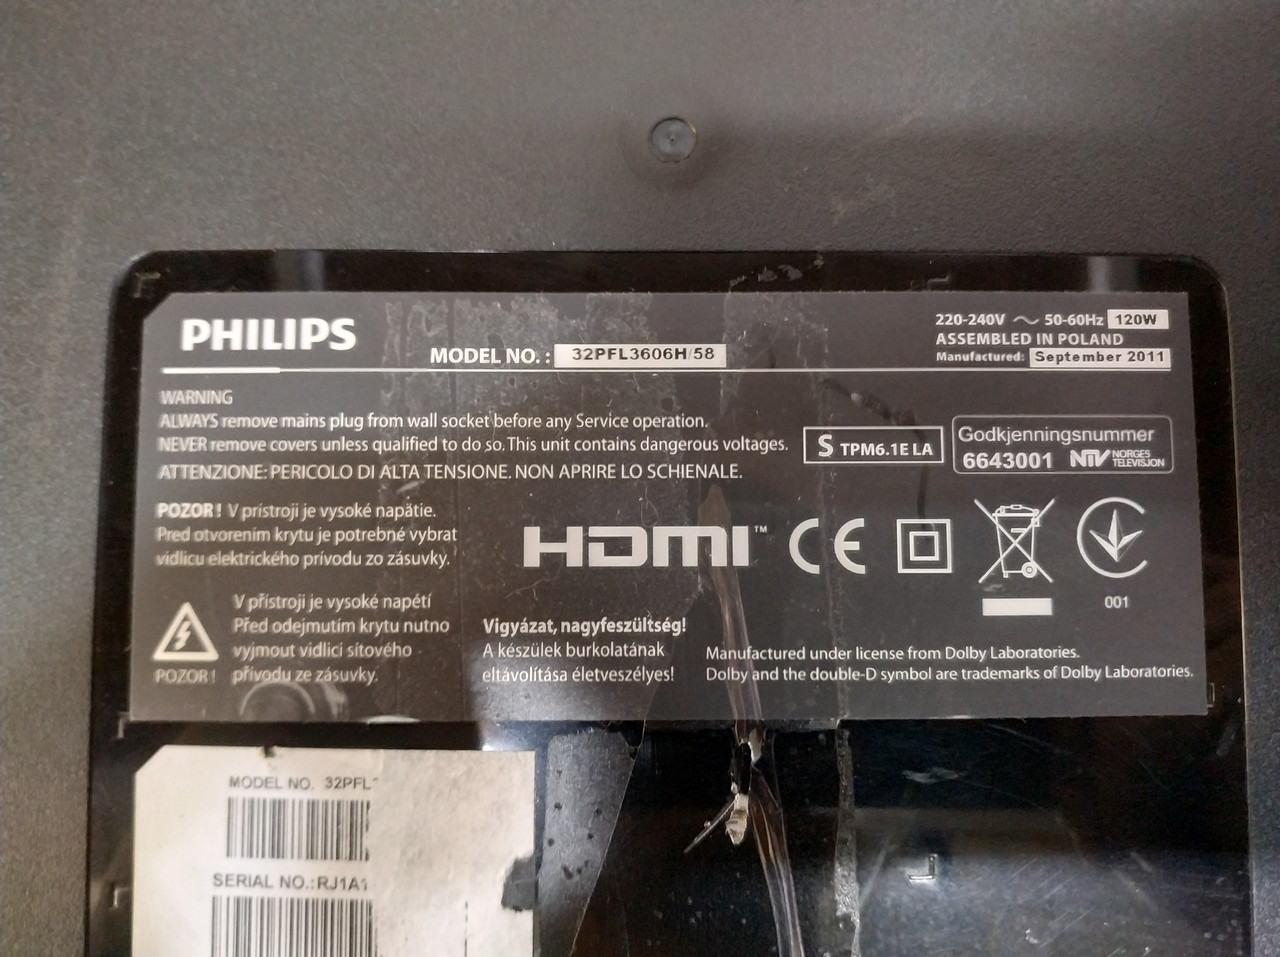 PHILIPS
MODEL NO. : 32PFL3606H/58
220-240V ~ 50-60Hz 120W
ASSEMBLED IN POLAND
Manufactured: September 2011
WARNING
ALWAYS remove mains plug from wall socket before any Service operation.
NEVER remove covers unless qualified to do so. This unit contains dangerous voltages.
ATTENZIONE: PERICOLO DI ALTA TENSIONE. NON APRIRE LO SCHIENALE.
S TPM6.1E LA
Godkjenningsnummer
6643001 NTV NORGES
TELEVISJON
POZOR! V prístroji je vysoké napätie.
Pred otvorením krytu je potrebné vybrat
vidlicu elektrického prívodu zo zásuvky.
HDMI™ CE
001
V přístroji je vysoké napětí
Před odejmutím krytu nutno
vyjmout vidlici síťového
přívodu ze zásuvky.
POZOR!
Vigyázat, nagyfeszültség!
A készülek burkolatának
eltávolítása életveszélyes!
Manufactured under license from Dolby Laboratories.
Dolby and the double-D symbol are trademarks of Dolby Laboratories.
MODEL NO. 32PFL
SERIAL NO.:RJ1A1